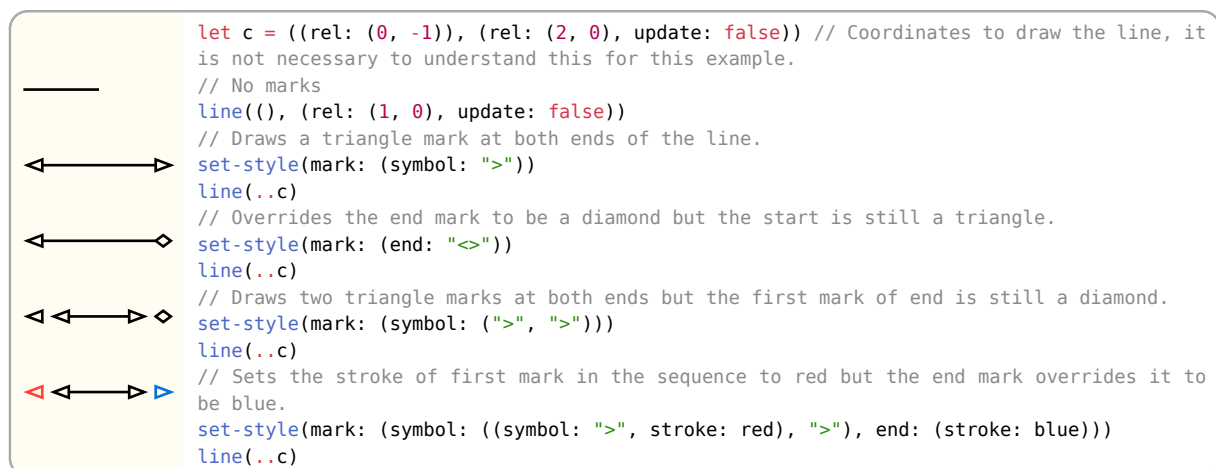 let c = ((rel: (0, -1)), (rel: (2, 0), update: false)) // Coordinates to draw the line, it
is not necessary to understand this for this example.
// No marks
line((), (rel: (1, 0), update: false))
// Draws a triangle mark at both ends of the line.
set-style(mark: (symbol: ">"))
line(..c)
// Overrides the end mark to be a diamond but the start is still a triangle.
set-style(mark: (end: "<>"))
line(..c)
// Draws two triangle marks at both ends but the first mark of end is still a diamond.
set-style(mark: (symbol: (">", ">")))
line(..c)
// Sets the stroke of first mark in the sequence to red but the end mark overrides it to
be blue.
set-style(mark: (symbol: ((symbol: ">", stroke: red), ">"), end: (stroke: blue)))
line(..c)